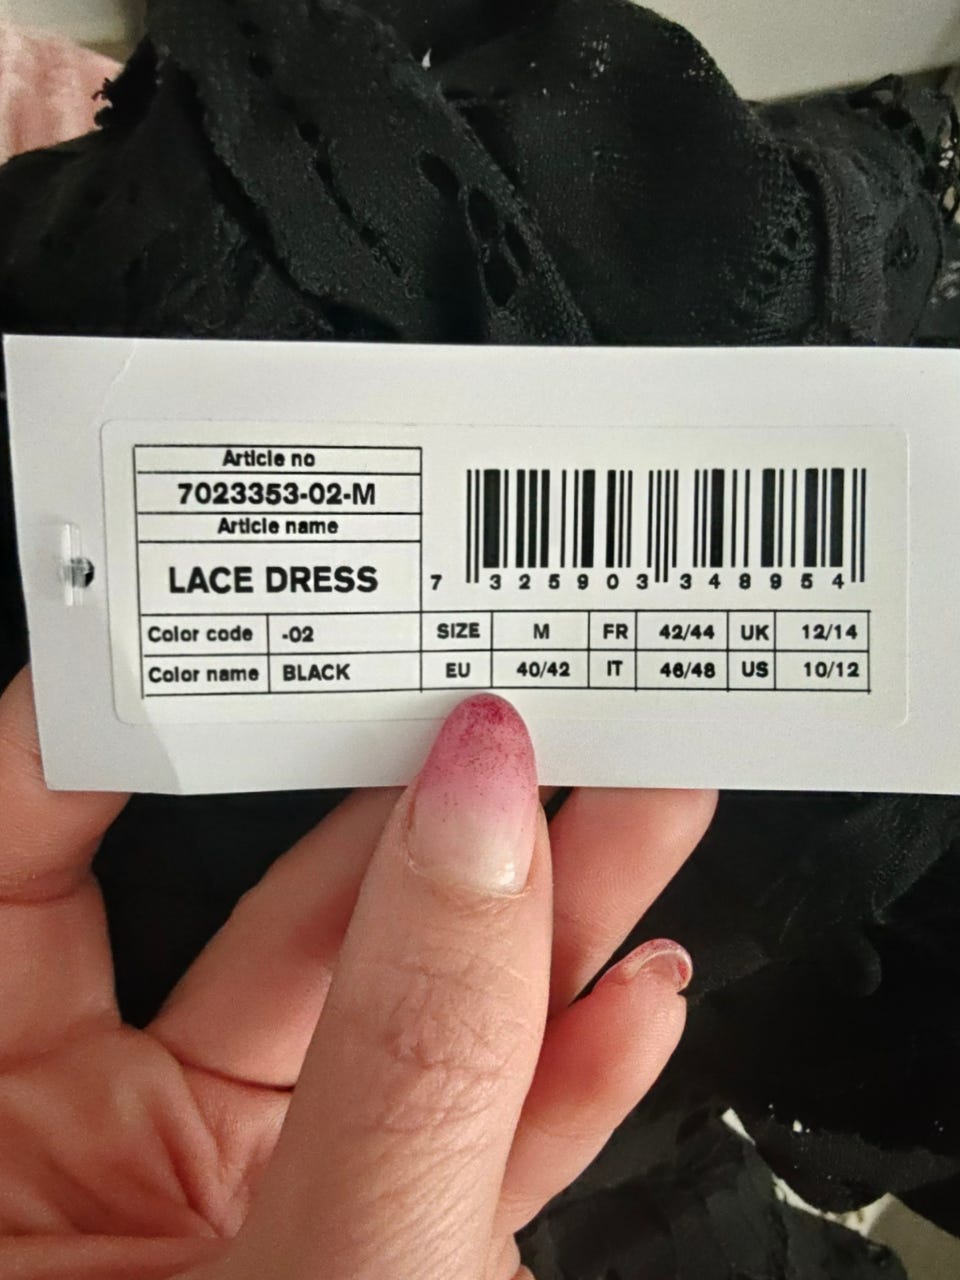 Article no
7023353-02-M
Article name
LACE DRESS
7 325903 348954
Color code -02 SIZE M FR 42/44 UK 12/14
Color name BLACK EU 40/42 IT 46/48 US 10/12